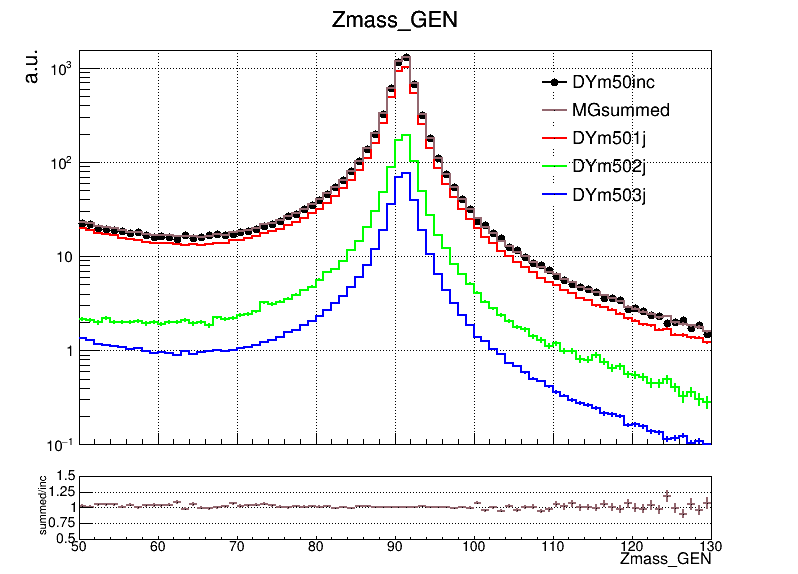 Zmass_GEN
a.u.
10³
10²
10
1
10⁻¹
DYm50inc
MGsummed
DYm501j
DYm502j
DYm503j
summed/inc
1.5
1.25
1
0.75
0.5
50 60 70 80 90 100 110 120 130
Zmass_GEN